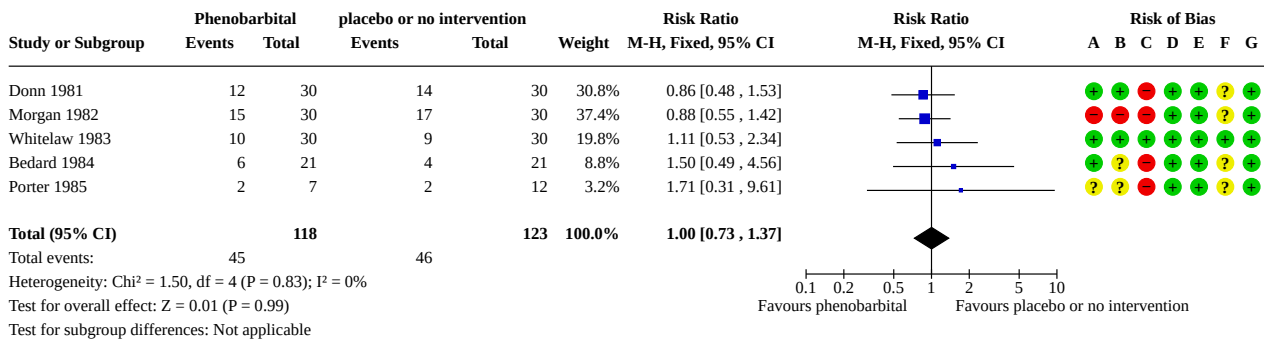 Phenobarbital placebo or no intervention Risk Ratio Risk Ratio Risk of Bias
Study or Subgroup Events Total Events Total Weight M-H, Fixed, 95% CI M-H, Fixed, 95% CI A B C D E F G
Donn 1981 12 30 14 30 30.8% 0.86 [0.48 , 1.53] + + − + + ? +
Morgan 1982 15 30 17 30 37.4% 0.88 [0.55 , 1.42] − − − + + ? +
Whitelaw 1983 10 30 9 30 19.8% 1.11 [0.53 , 2.34] + + + + + + +
Bedard 1984 6 21 4 21 8.8% 1.50 [0.49 , 4.56] + ? − + + ? +
Porter 1985 2 7 2 12 3.2% 1.71 [0.31 , 9.61] ? ? − + + ? +
Total (95% CI) 118 123 100.0% 1.00 [0.73 , 1.37]
Total events: 45 46
Heterogeneity: Chi² = 1.50, df = 4 (P = 0.83); I² = 0%
0.1 0.2 0.5 1 2 5 10
Test for overall effect: Z = 0.01 (P = 0.99) Favours phenobarbital Favours placebo or no intervention
Test for subgroup differences: Not applicable